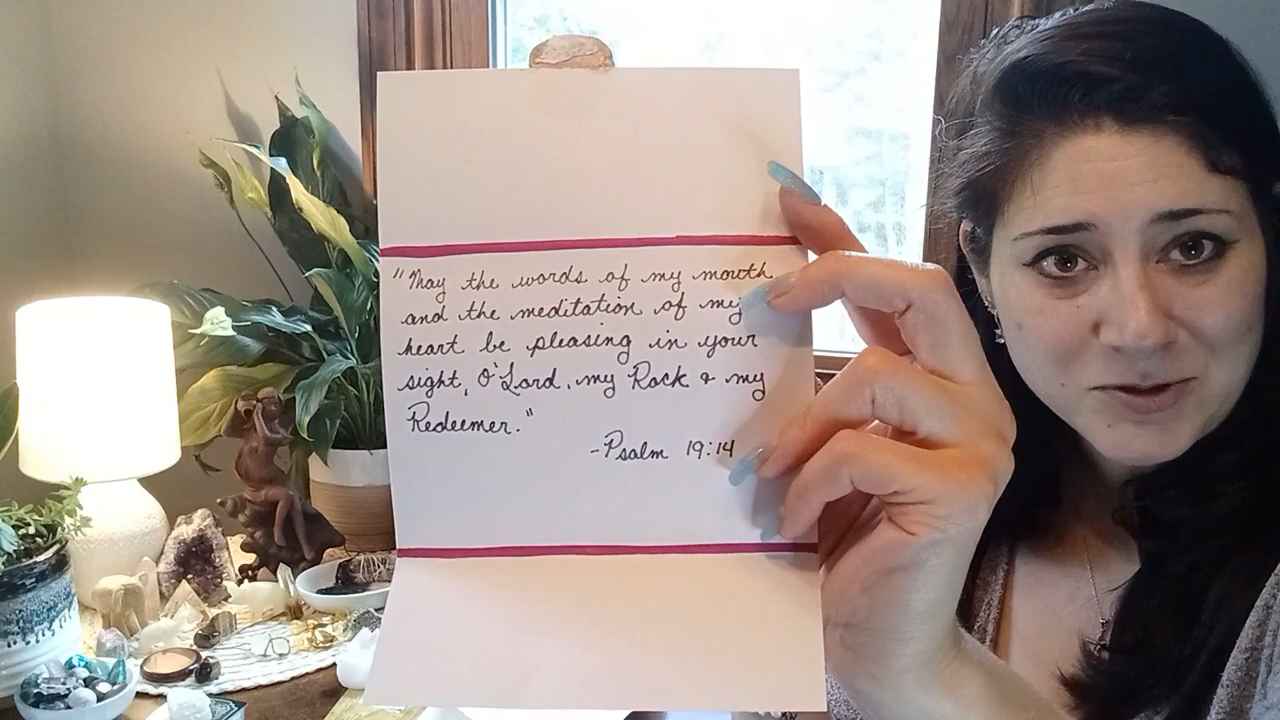 "May the words of my mouth
and the meditation of my
heart be pleasing in your
sight, O'Lord, my Rock & my
Redeemer."
-Psalm 19:14